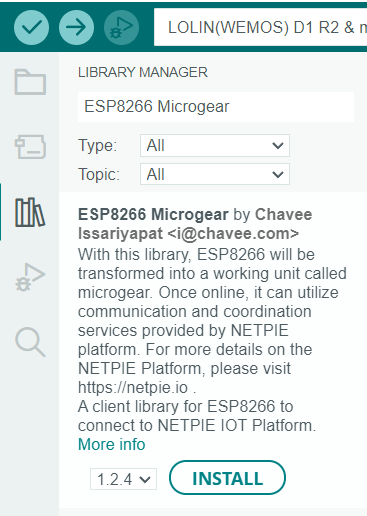 LOLIN(WEMOS) D1 R2 & m
LIBRARY MANAGER
ESP8266 Microgear
Type: All
Topic: All
ESP8266 Microgear by Chavee
Issariyapat <i@chavee.com>
With this library, ESP8266 will be
transformed into a working unit called
microgear. Once online, it can utilize
communication and coordination
services provided by NETPIE
platform. For more details on the
NETPIE Platform, please visit
https://netpie.io .
A client library for ESP8266 to
connect to NETPIE IOT Platform.
More info
1.2.4 INSTALL